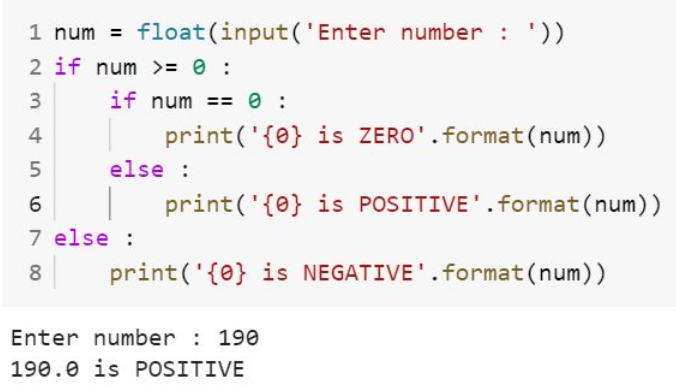 1 num = float(input('Enter number : '))
2 if num >= 0 :
3     if num == 0 :
4         print('{0} is ZERO'.format(num))
5     else :
6         print('{0} is POSITIVE'.format(num))
7 else :
8     print('{0} is NEGATIVE'.format(num))
Enter number : 190
190.0 is POSITIVE